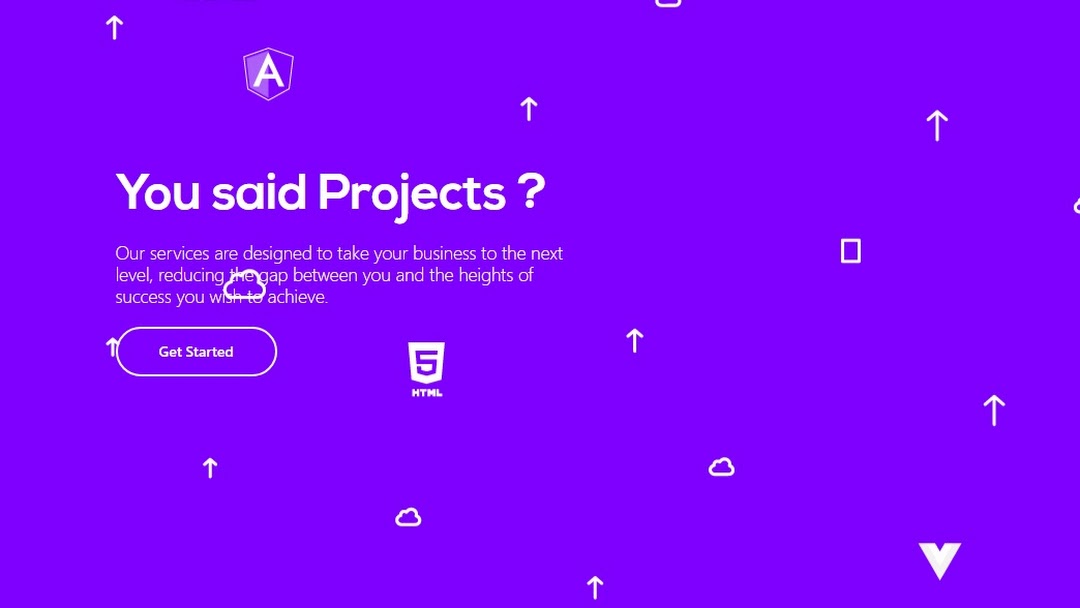 You said Projects ?
Our services are designed to take your business to the next
level, reducing the gap between you and the heights of
success you wish to achieve.
Get Started
A
5
HTML